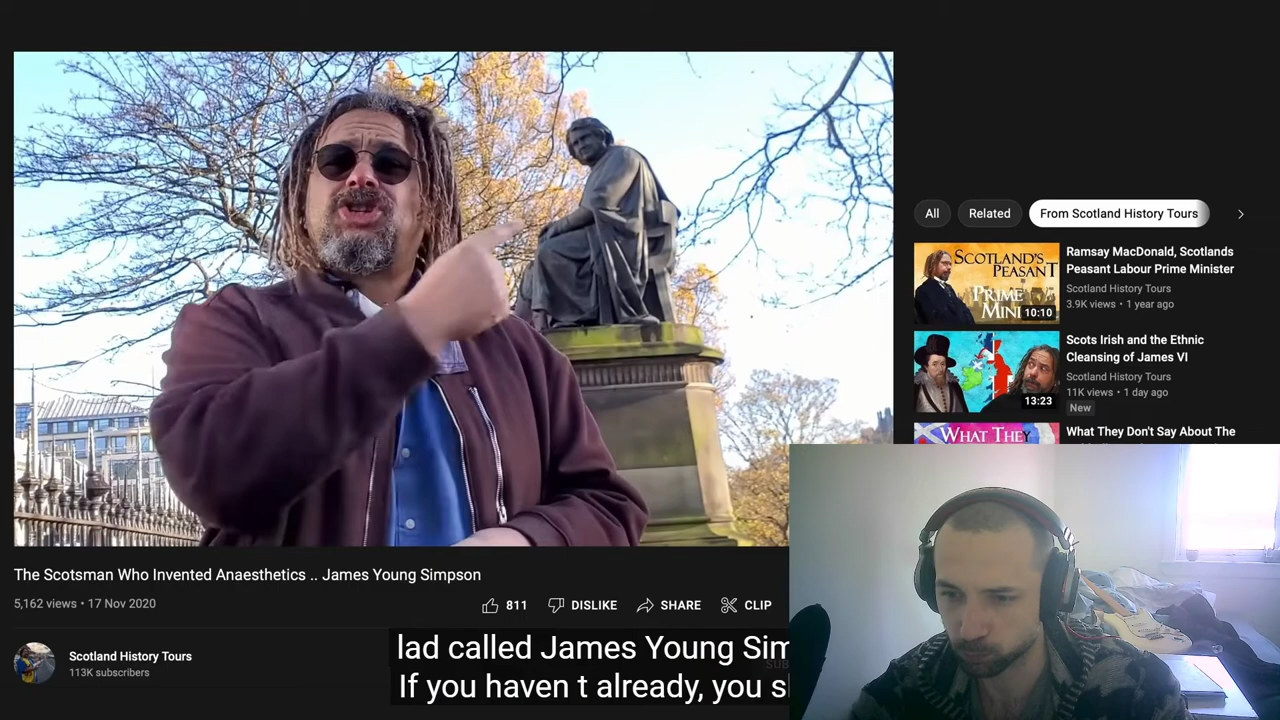 All
Related
From Scotland History Tours
SCOTLAND'S
PEASANT
PRIME
MINI
10:10
Ramsay MacDonald, Scotlands
Peasant Labour Prime Minister
Scotland History Tours
3.9K views • 1 year ago
13:23
Scots Irish and the Ethnic
Cleansing of James VI
Scotland History Tours
11K views • 1 day ago
New
WHAT THEY
What They Don't Say About The
The Scotsman Who Invented Anaesthetics .. James Young Simpson
5,162 views • 17 Nov 2020
811
DISLIKE
SHARE
CLIP
Scotland History Tours
113K subscribers
SUB
lad called James Young Sim
If you haven t already, you s